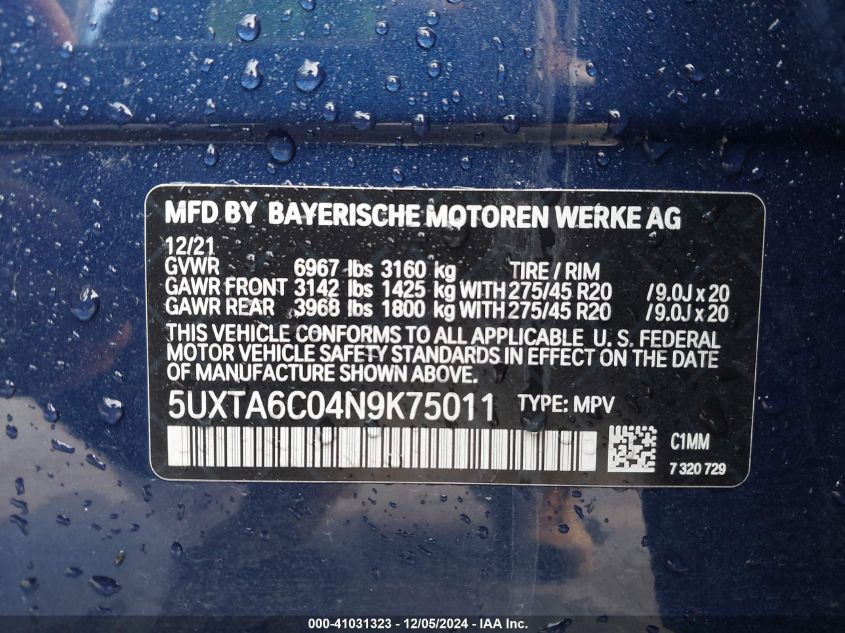 MFD BY BAYERISCHE MOTOREN WERKE AG
12/21
GVWR 6967 lbs 3160 kg TIRE / RIM
GAWR FRONT 3142 lbs 1425 kg WITH 275/45 R20 /9.0J x 20
GAWR REAR 3968 lbs 1800 kg WITH 275/45 R20 /9.0J x 20
THIS VEHICLE CONFORMS TO ALL APPLICABLE U. S. FEDERAL
MOTOR VEHICLE SAFETY STANDARDS IN EFFECT ON THE DATE
OF MANUFACTURE SHOWN ABOVE.
5UXTA6C04N9K75011 TYPE: MPV
C1MM
7 320 729
000-41031323 - 12/05/2024 - IAA Inc.